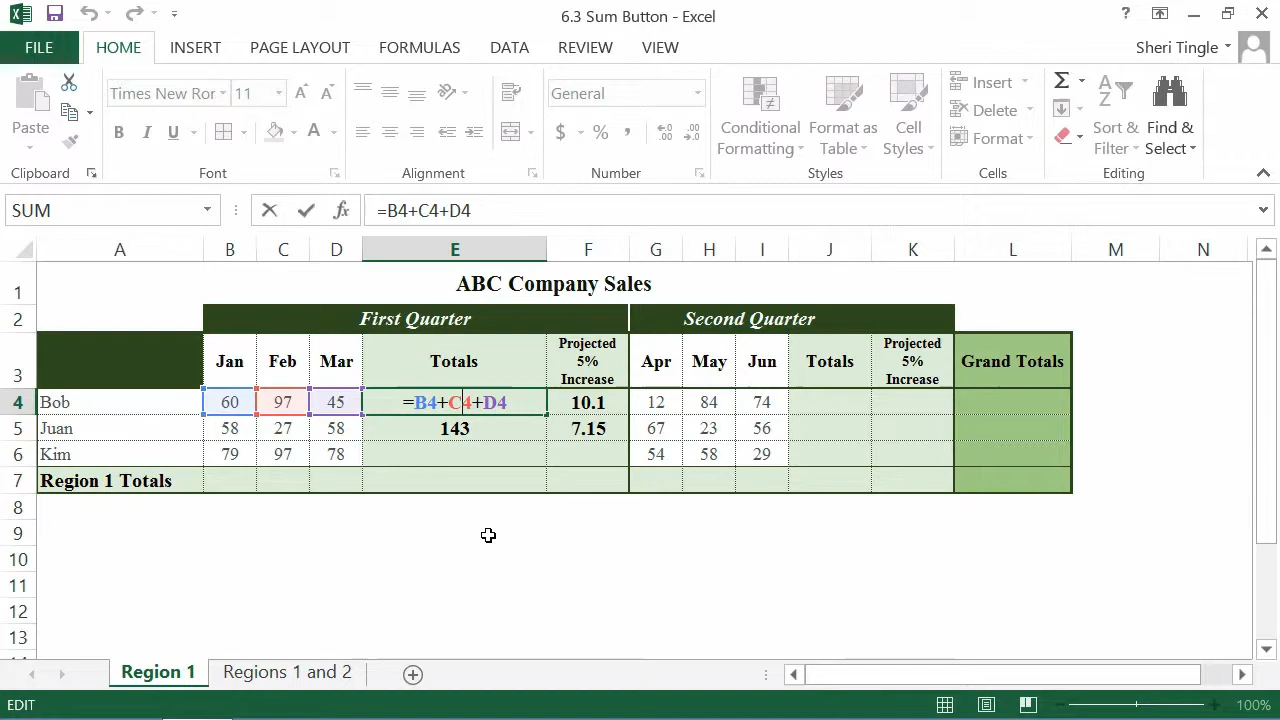 6.3 Sum Button - Excel
?
FILE HOME INSERT PAGE LAYOUT FORMULAS DATA REVIEW VIEW Sheri Tingle
Paste
Times New Ror 11
B I U A
General
$ % ,
Conditional Formatting
Format as Table
Cell Styles
Insert
Delete
Format
Σ
Sort & Filter
Find & Select
Clipboard Font Alignment Number Styles Cells Editing
SUM fx =B4+C4+D4
A B C D E F G H I J K L M N
1 ABC Company Sales
2 First Quarter Second Quarter
3 Jan Feb Mar Totals Projected 5% Increase Apr May Jun Totals Projected 5% Increase Grand Totals
4 Bob 60 97 45 =B4+C4+D4 10.1 12 84 74
5 Juan 58 27 58 143 7.15 67 23 56
6 Kim 79 97 78 54 58 29
7 Region 1 Totals
8
9
10
11
12
13
Region 1 Regions 1 and 2
EDIT 100%